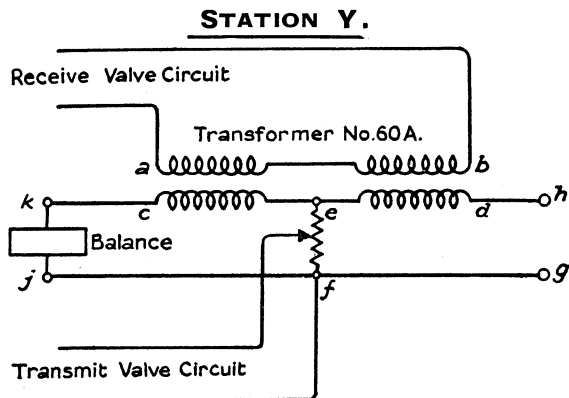 STATION Y.
Receive Valve Circuit
Transformer No.60A.
a
b
k
c
e
d
h
Balance
j
f
g
Transmit Valve Circuit